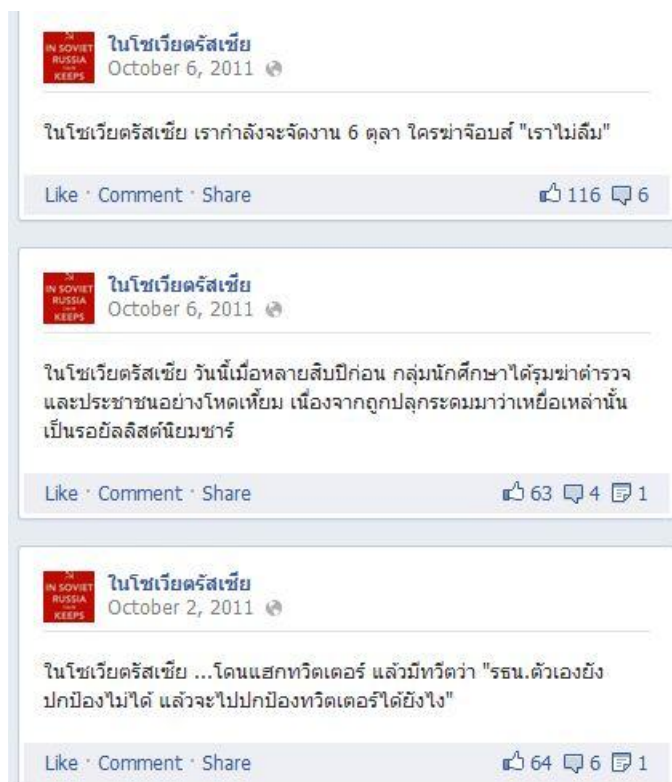 IN SOVIET
RUSSIA
KEEPS
ในโซเวียตรัสเซีย
October 6, 2011
ในโซเวียตรัสเซีย เรากำลังจะจัดงาน 6 ตุลา ใครฆ่าจ๊อบส์ "เราไม่ลืม"
Like · Comment · Share 116 6
IN SOVIET
RUSSIA
KEEPS
ในโซเวียตรัสเซีย
October 6, 2011
ในโซเวียตรัสเซีย วันนี้เมื่อหลายสิบปีก่อน กลุ่มนักศึกษาได้รุมฆ่าตำรวจ
และประชาชนอย่างโหดเหี้ยม เนื่องจากถูกปลุกระดมมาว่าเหยื่อเหล่านั้น
เป็นรอยัลลิสต์นิยมซาร์
Like · Comment · Share 63 4 1
IN SOVIET
RUSSIA
KEEPS
ในโซเวียตรัสเซีย
October 2, 2011
ในโซเวียตรัสเซีย ...โดนแฮกทวิตเตอร์ แล้วมีทวีตว่า "รธน.ตัวเองยัง
ปกป้องไม่ได้ แล้วจะไปปกป้องทวิตเตอร์ได้ยังไง"
Like · Comment · Share 64 6 1